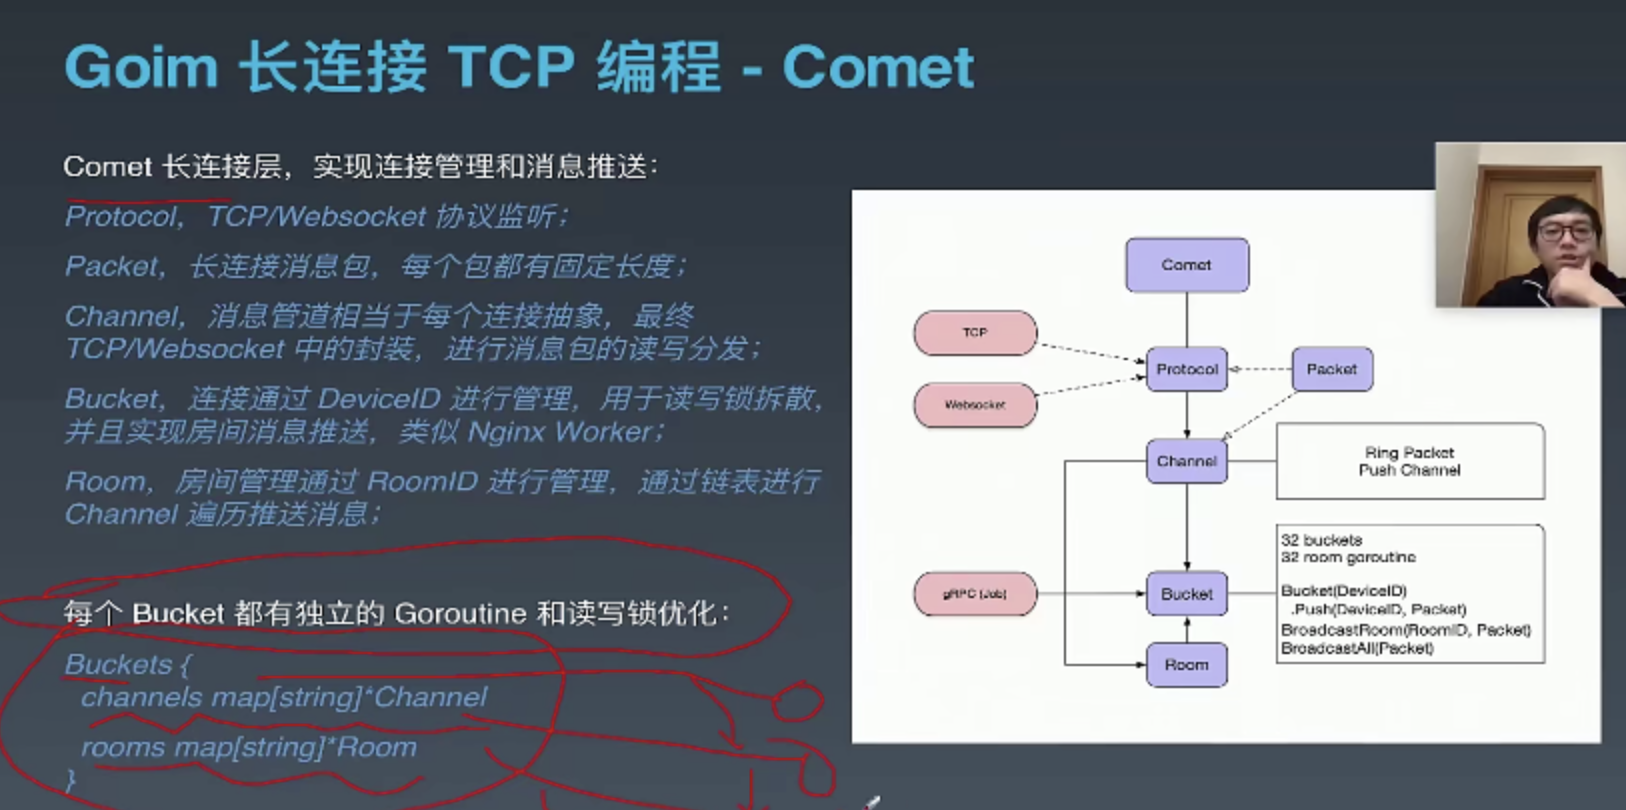 Goim 长连接 TCP 编程 - Comet
Comet 长连接层，实现连接管理和消息推送：
Protocol，TCP/Websocket 协议监听；
Packet，长连接消息包，每个包都有固定长度；
Channel，消息管道相当于每个连接抽象，最终
TCP/Websocket 中的封装，进行消息包的读写分发；
Bucket，连接通过 DeviceID 进行管理，用于读写锁拆散，
并且实现房间消息推送，类似 Nginx Worker；
Room，房间管理通过 RoomID 进行管理，通过链表进行
Channel 遍历推送消息；
每个 Bucket 都有独立的 Goroutine 和读写锁优化：
Buckets {
channels map[string]*Channel
rooms map[string]*Room
}
Comet
TCP
Protocol
Packet
Websocket
Channel
Ring Packet
Push Channel
32 buckets
32 room goroutine
gRPC (Job)
Bucket
Bucket(DeviceID)
.Push(DeviceID, Packet)
BroadcastRoom(RoomID, Packet)
BroadcastAll(Packet)
Room